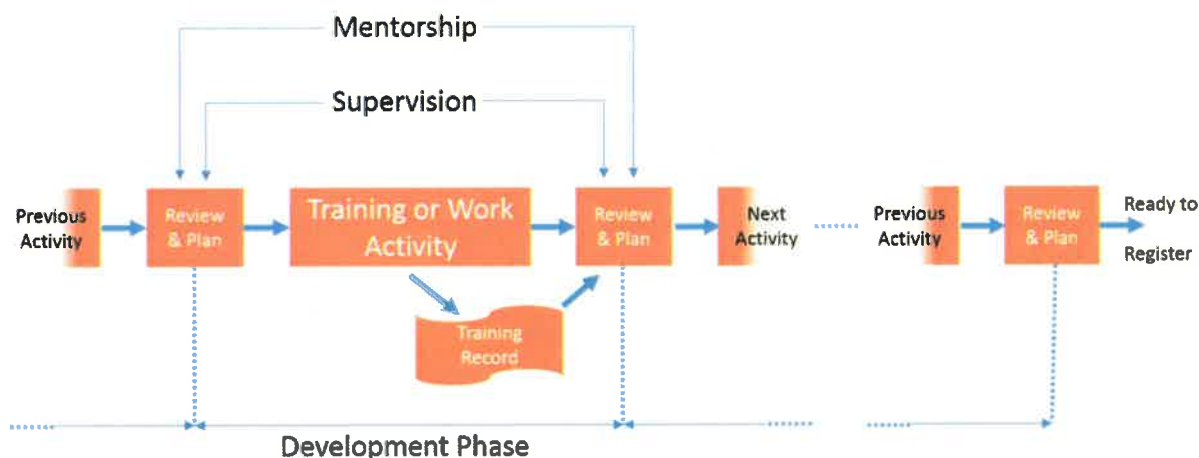 Mentorship
Supervision
Previous
Activity
Review
& Plan
Training or Work
Activity
Review
& Plan
Next
Activity
Previous
Activity
Review
& Plan
Ready to
Register
Training
Record
Development Phase